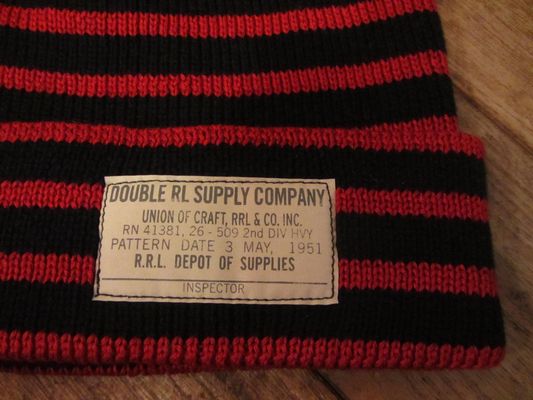 DOUBLE RL SUPPLY COMPANY
UNION OF CRAFT, RRL & CO. INC.
RN 41381, 26 - 509 2nd DIV HVY
PATTERN DATE 3 MAY, 1951
R.R.L. DEPOT OF SUPPLIES
INSPECTOR